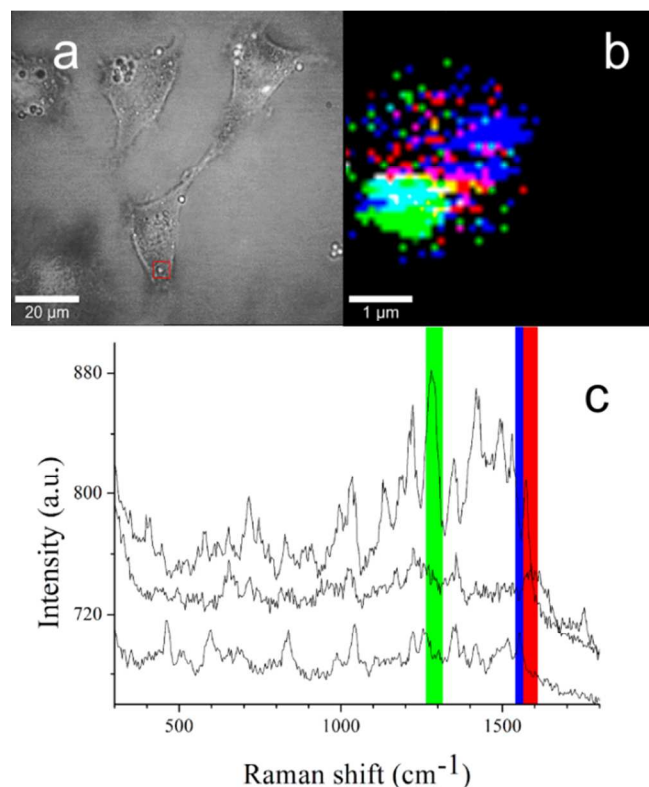 a
b
20 µm
1 µm
c
880
800
720
Intensity (a.u.)
500
1000
1500
Raman shift (cm⁻¹)